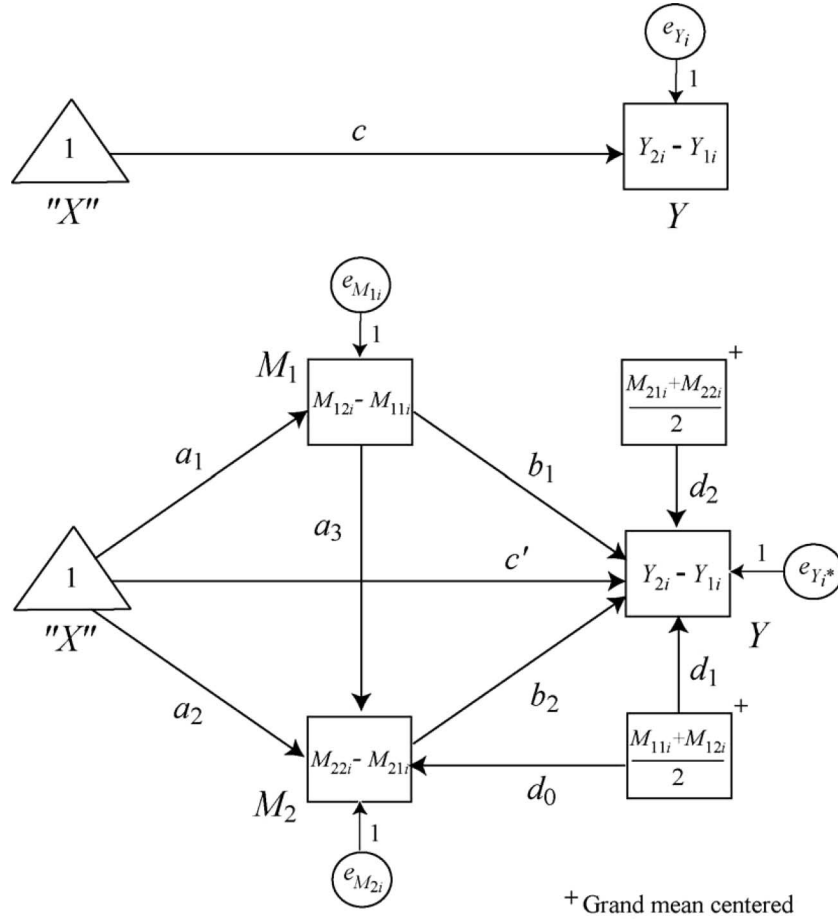 e_{Y_i}
1
c
1
Y_{2i} - Y_{1i}
"X"
Y
e_{M_{1i}}
1
M_1
M_{12i} - M_{11i}
M_{21i}+M_{22i}
2
+
a_1
b_1
d_2
a_3
1
c'
Y_{2i} - Y_{1i}
1
e_{Y_i*}
"X"
Y
a_2
b_2
d_1
M_{22i} - M_{21i}
M_{11i}+M_{12i}
2
+
d_0
M_2
1
e_{M_{2i}}
+ Grand mean centered